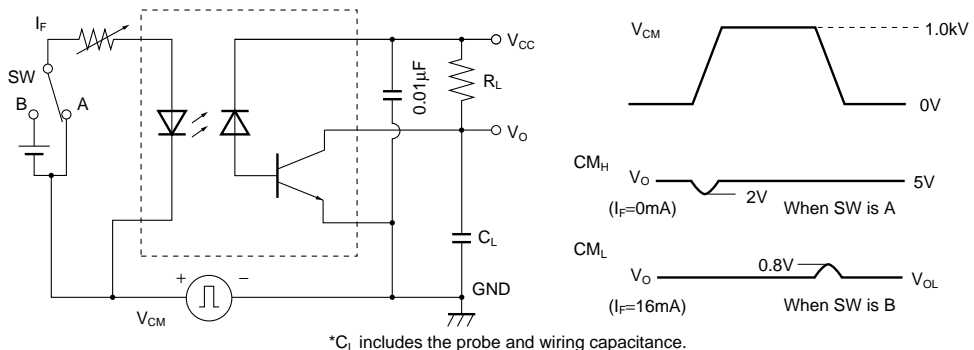 I_F
SW
B
A
0.01μF
V_CC
R_L
V_O
C_L
GND
+
−
V_CM
V_CM
1.0kV
0V
CM_H
V_O
5V
2V
(I_F=0mA)
When SW is A
CM_L
0.8V
V_O
V_OL
(I_F=16mA)
When SW is B
*C_L includes the probe and wiring capacitance.